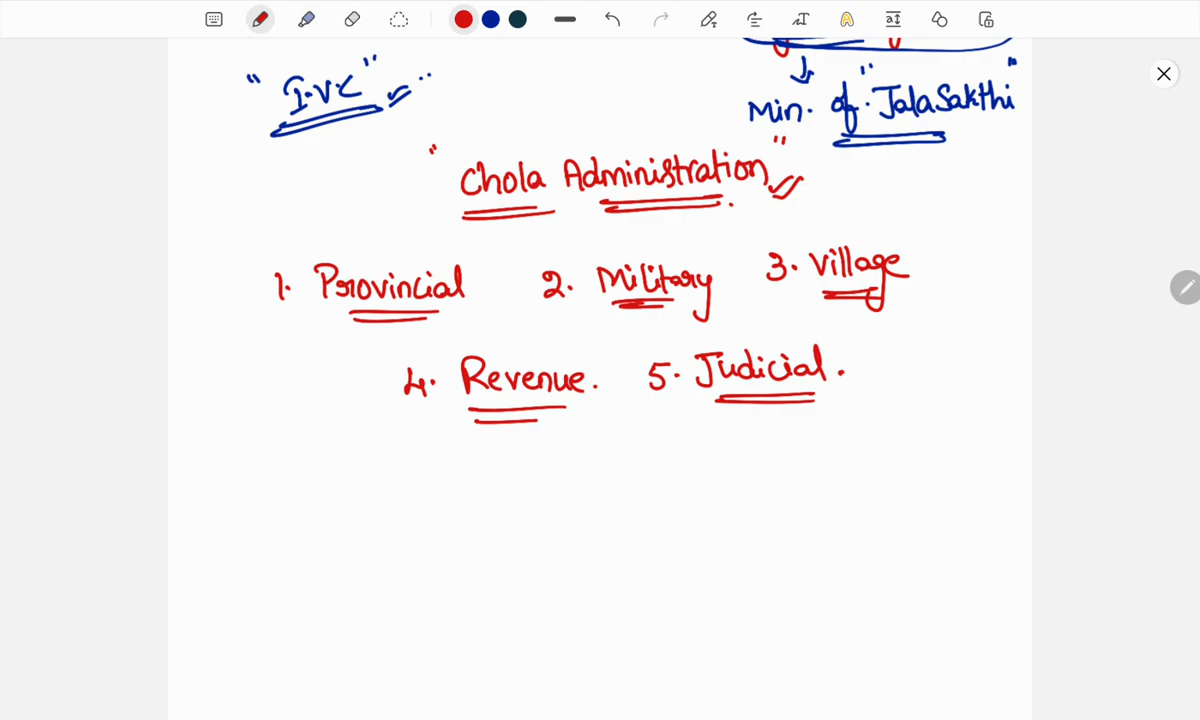 " I.V.C "
Min. of "JalaSakthi"
" Chola Administration "
1. Provincial 2. Military 3. Village
4. Revenue. 5. Judicial.